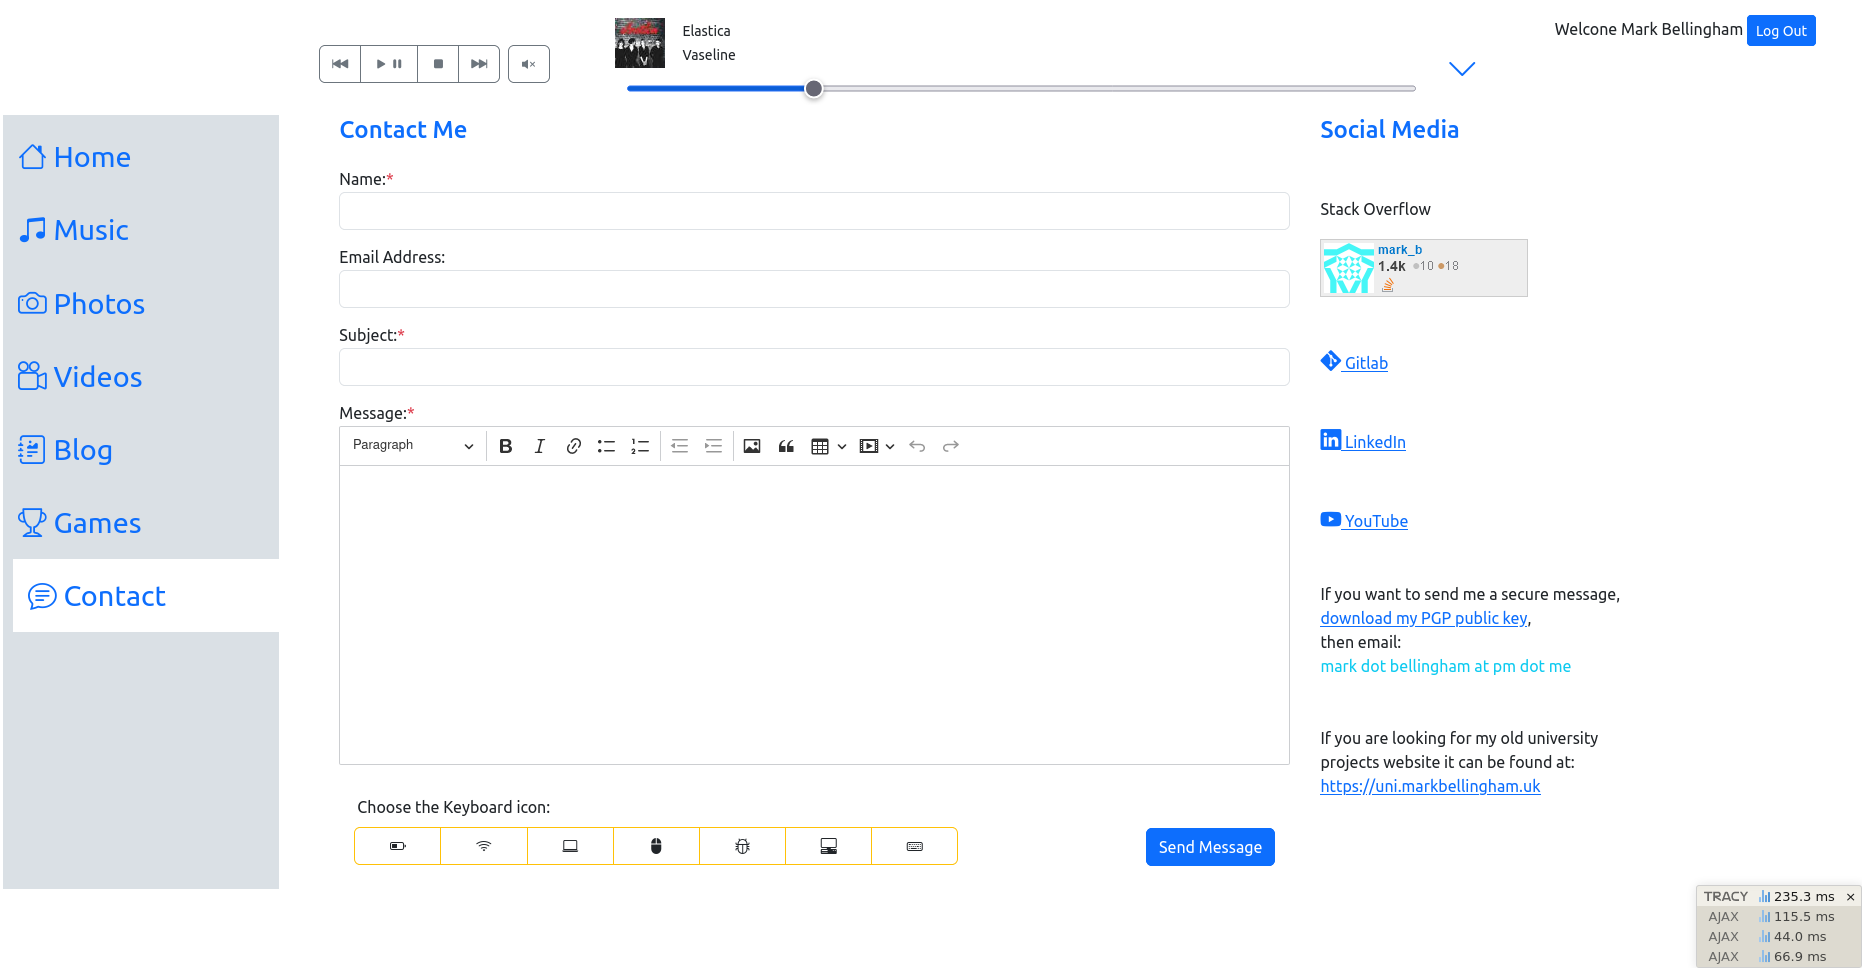 Elastica
Vaseline
Welcone Mark Bellingham
Log Out
Home
Music
Photos
Videos
Blog
Games
Contact
Contact Me
Name:*
Email Address:
Subject:*
Message:*
Paragraph
Choose the Keyboard icon:
Send Message
Social Media
Stack Overflow
mark_b
1.4k 10 18
Gitlab
LinkedIn
YouTube
If you want to send me a secure message,
download my PGP public key,
then email:
mark dot bellingham at pm dot me
If you are looking for my old university
projects website it can be found at:
https://uni.markbellingham.uk
TRACY 235.3 ms ×
AJAX 115.5 ms
AJAX 44.0 ms
AJAX 66.9 ms